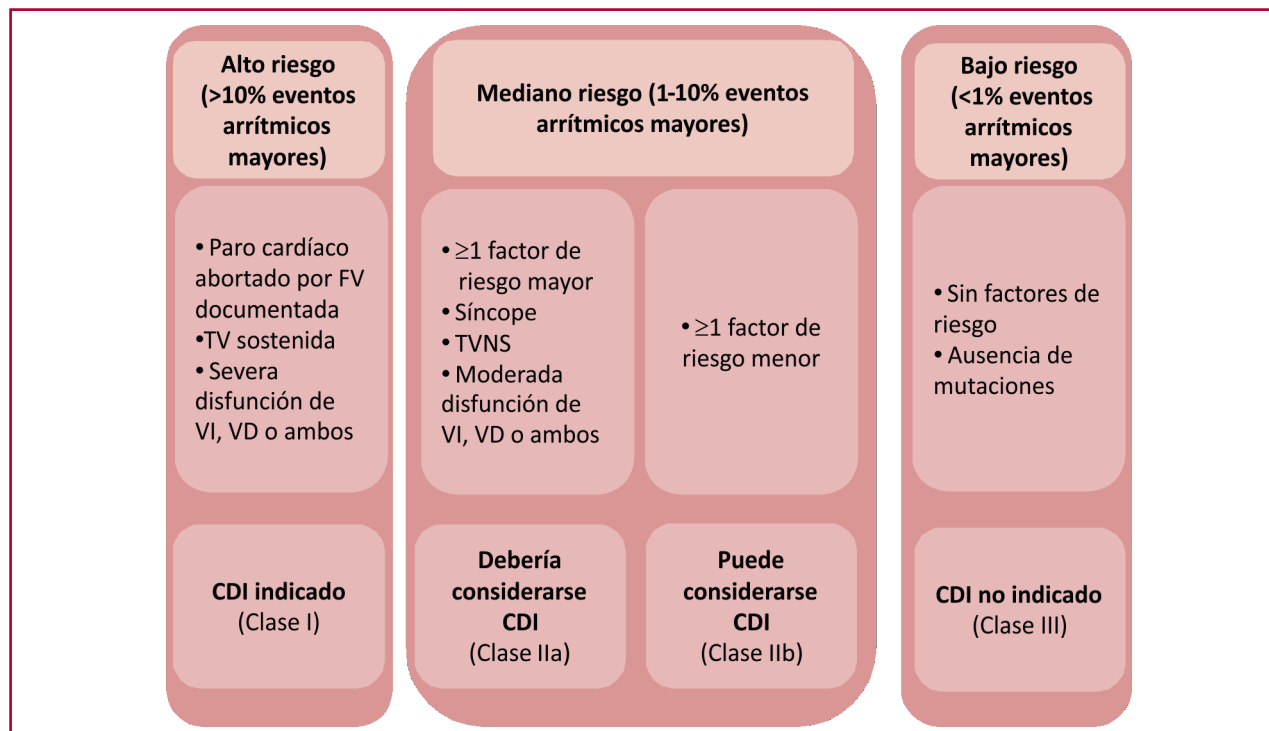 Alto riesgo
(>10% eventos
arrítmicos
mayores)
• Paro cardíaco
abortado por FV
documentada
•TV sostenida
• Severa
disfunción de
VI, VD o ambos
CDI indicado
(Clase I)
Mediano riesgo (1-10% eventos
arrítmicos mayores)
• ≥1 factor de
riesgo mayor
• Síncope
• TVNS
• Moderada
disfunción de
VI, VD o ambos
Debería
considerarse
CDI
(Clase IIa)
• ≥1 factor de
riesgo menor
Puede
considerarse
CDI
(Clase IIb)
Bajo riesgo
(<1% eventos
arrítmicos
mayores)
• Sin factores de
riesgo
• Ausencia de
mutaciones
CDI no indicado
(Clase III)